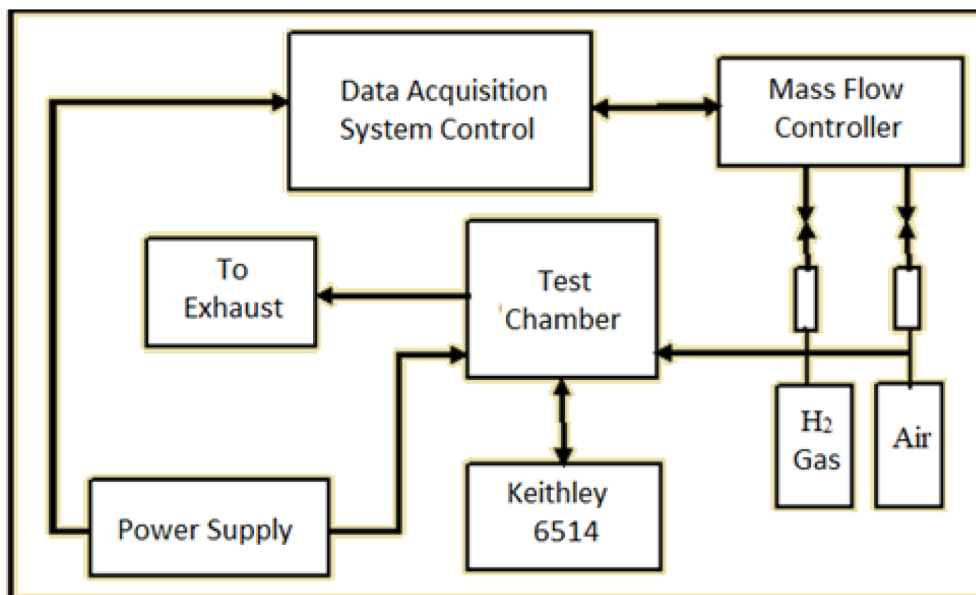 Data Acquisition
System Control
Mass Flow
Controller
To
Exhaust
Test
Chamber
H₂
Gas
Air
Power Supply
Keithley
6514